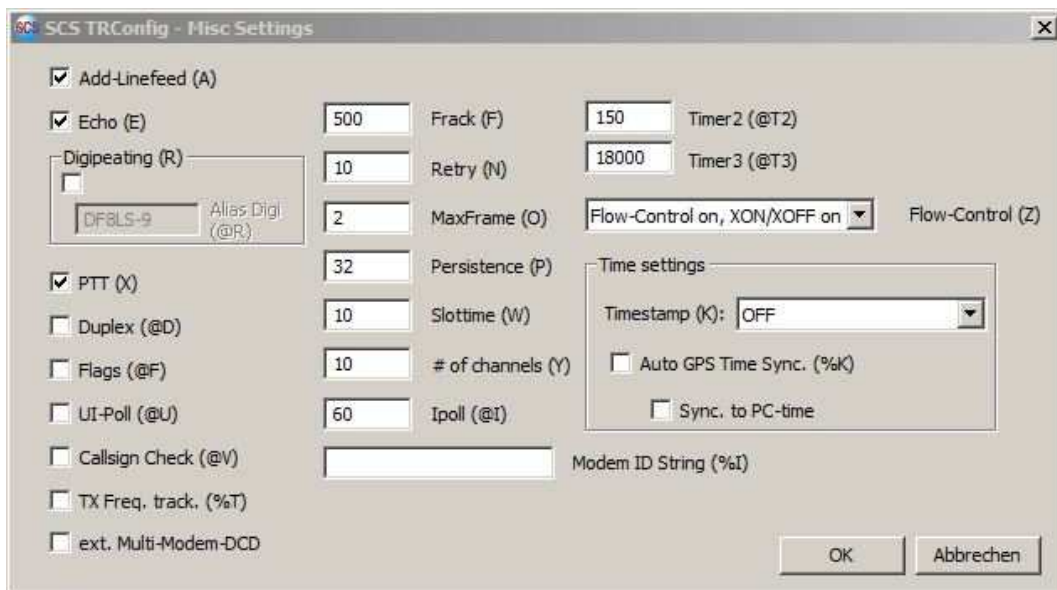 SCS SCS TRConfig - Misc Settings
Add-Linefeed (A)
Echo (E)
Digipeating (R)
DF8LS-9 Alias Digi
(@R)
PTT (X)
Duplex (@D)
Flags (@F)
UI-Poll (@U)
Callsign Check (@V)
TX Freq. track. (%T)
ext. Multi-Modem-DCD
500 Frack (F)
10 Retry (N)
2 MaxFrame (O)
32 Persistence (P)
10 Slottime (W)
10 # of channels (Y)
60 Ipoll (@I)
Modem ID String (%I)
150 Timer2 (@T2)
18000 Timer3 (@T3)
Flow-Control on, XON/XOFF on Flow-Control (Z)
Time settings
Timestamp (K): OFF
Auto GPS Time Sync. (%K)
Sync. to PC-time
OK Abbrechen